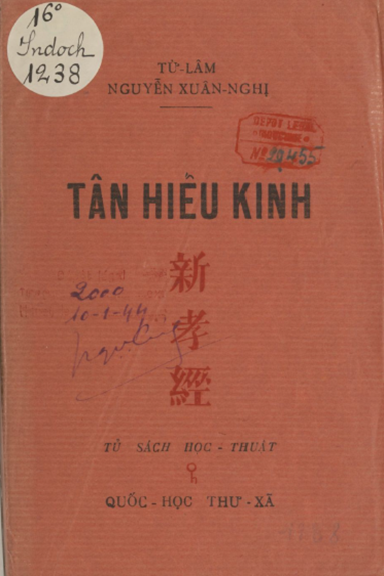 16º
Indoch
1238
TỪ-LÂM
NGUYỄN XUÂN-NGHỊ
DEPOT LEGAL
Nº 20455
TÂN HIẾU KINH
新
孝
經
2000
10-1-44
TỦ SÁCH HỌC-THUẬT
QUỐC-HỌC THƯ-XÃ